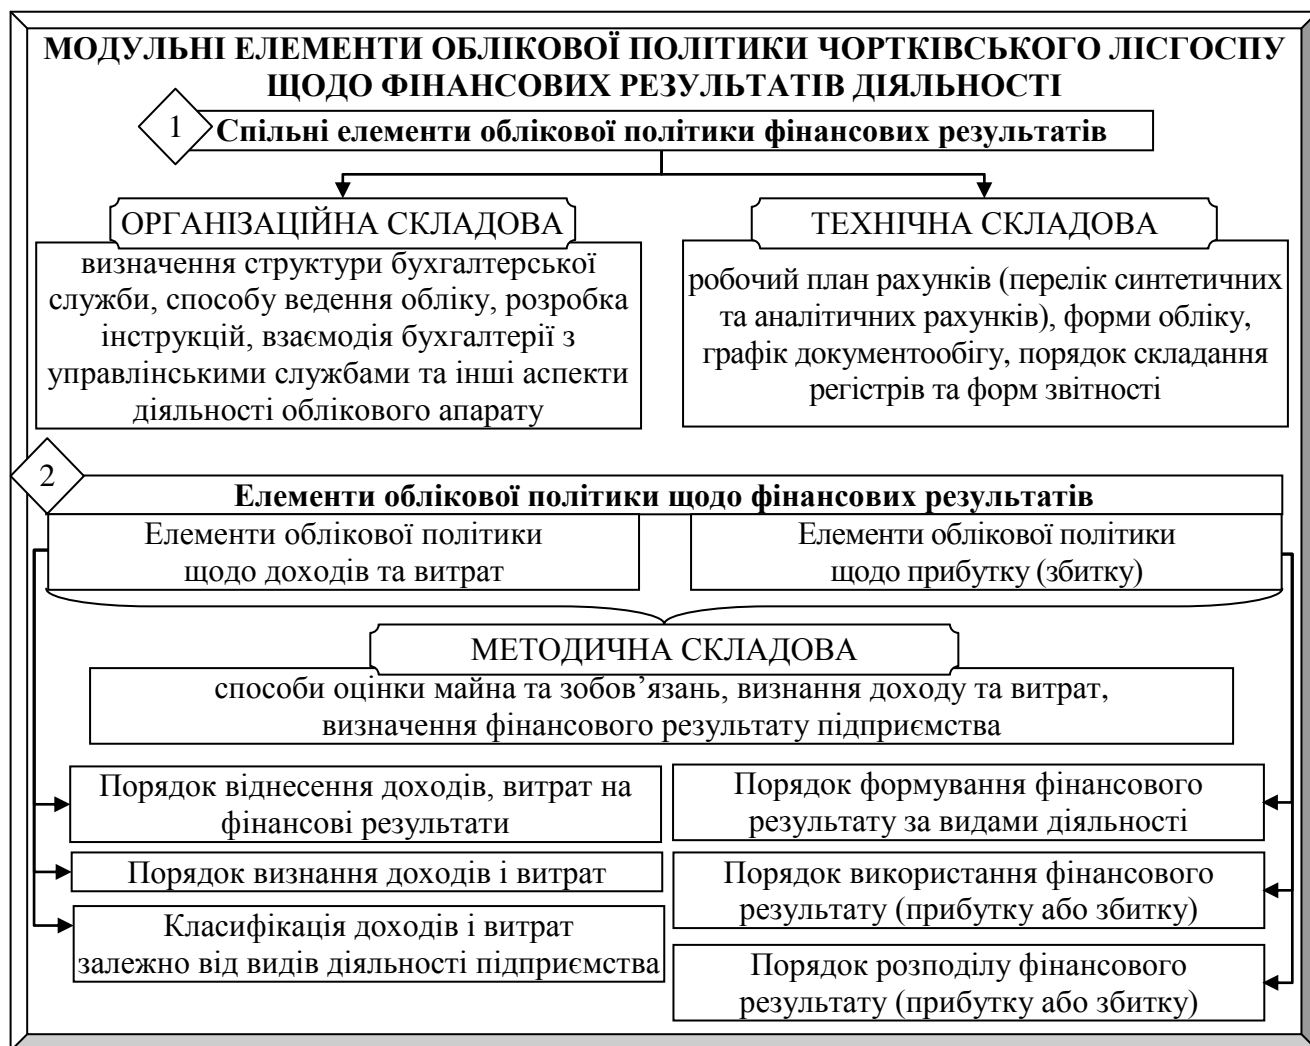 МОДУЛЬНІ ЕЛЕМЕНТИ ОБЛІКОВОЇ ПОЛІТИКИ ЧОРТКІВСЬКОГО ЛІСГОСПУ
ЩОДО ФІНАНСОВИХ РЕЗУЛЬТАТІВ ДІЯЛЬНОСТІ
1
Спільні елементи облікової політики фінансових результатів
ОРГАНІЗАЦІЙНА СКЛАДОВА
визначення структури бухгалтерської
служби, способу ведення обліку, розробка
інструкцій, взаємодія бухгалтерії з
управлінськими службами та інші аспекти
діяльності облікового апарату
ТЕХНІЧНА СКЛАДОВА
робочий план рахунків (перелік синтетичних
та аналітичних рахунків), форми обліку,
графік документообігу, порядок складання
регістрів та форм звітності
2
Елементи облікової політики щодо фінансових результатів
Елементи облікової політики
щодо доходів та витрат
Елементи облікової політики
щодо прибутку (збитку)
МЕТОДИЧНА СКЛАДОВА
способи оцінки майна та зобов’язань, визнання доходу та витрат,
визначення фінансового результату підприємства
Порядок віднесення доходів, витрат на
фінансові результати
Порядок визнання доходів і витрат
Класифікація доходів і витрат
залежно від видів діяльності підприємства
Порядок формування фінансового
результату за видами діяльності
Порядок використання фінансового
результату (прибутку або збитку)
Порядок розподілу фінансового
результату (прибутку або збитку)